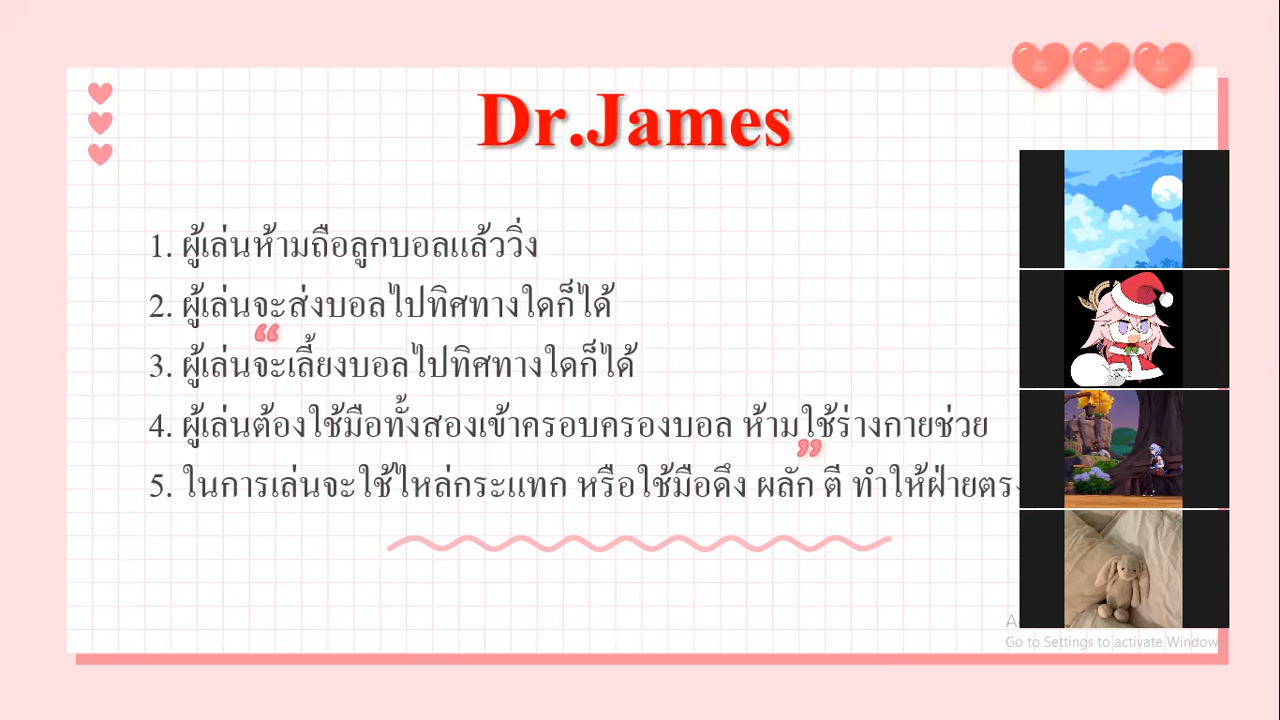 Dr.James
1. ผู้เล่นห้ามถือลูกบอลแล้ววิ่ง
2. ผู้เล่นจะส่งบอลไปทิศทางใดก็ได้
3. ผู้เล่นจะเลี้ยงบอลไปทิศทางใดก็ได้
4. ผู้เล่นต้องใช้มือทั้งสองเข้าครอบครองบอล ห้ามใช้ร่างกายช่วย
5. ในการเล่นจะใช้ไหล่กระแทก หรือใช้มือดึง ผลัก ตี ทำให้ฝ่ายตร
Go to Settings to activate Window